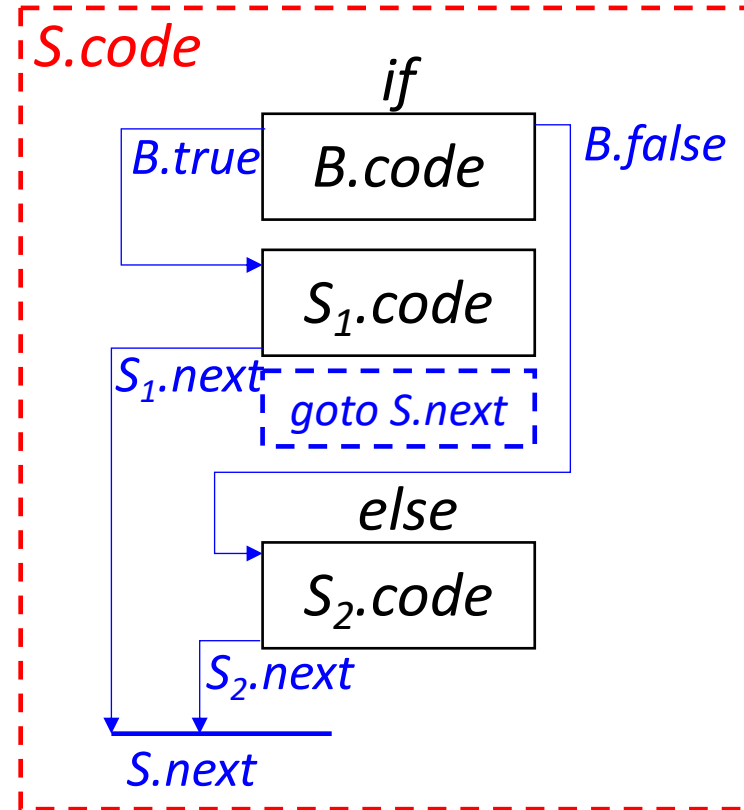 S.code
if
B.true
B.code
B.false
S₁.code
S₁.next
goto S.next
else
S₂.code
S₂.next
S.next